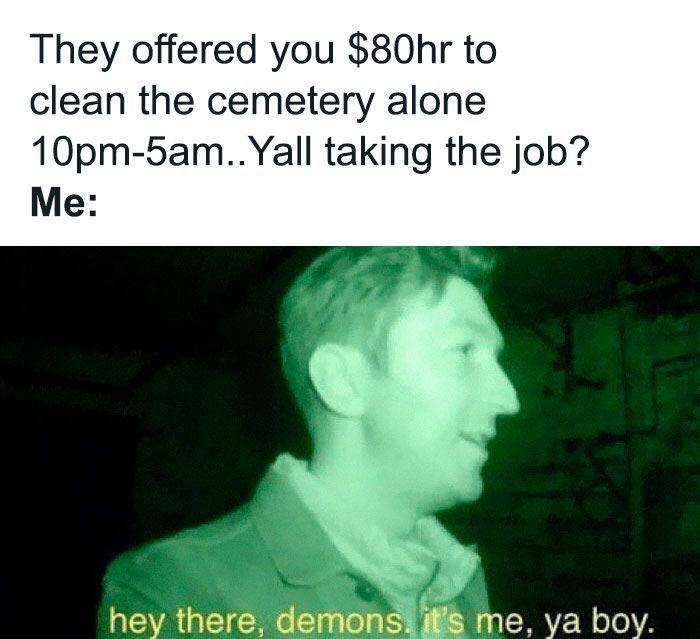 They offered you $80hr to
clean the cemetery alone
10pm-5am..Yall taking the job?
Me:
hey there, demons. it's me, ya boy.